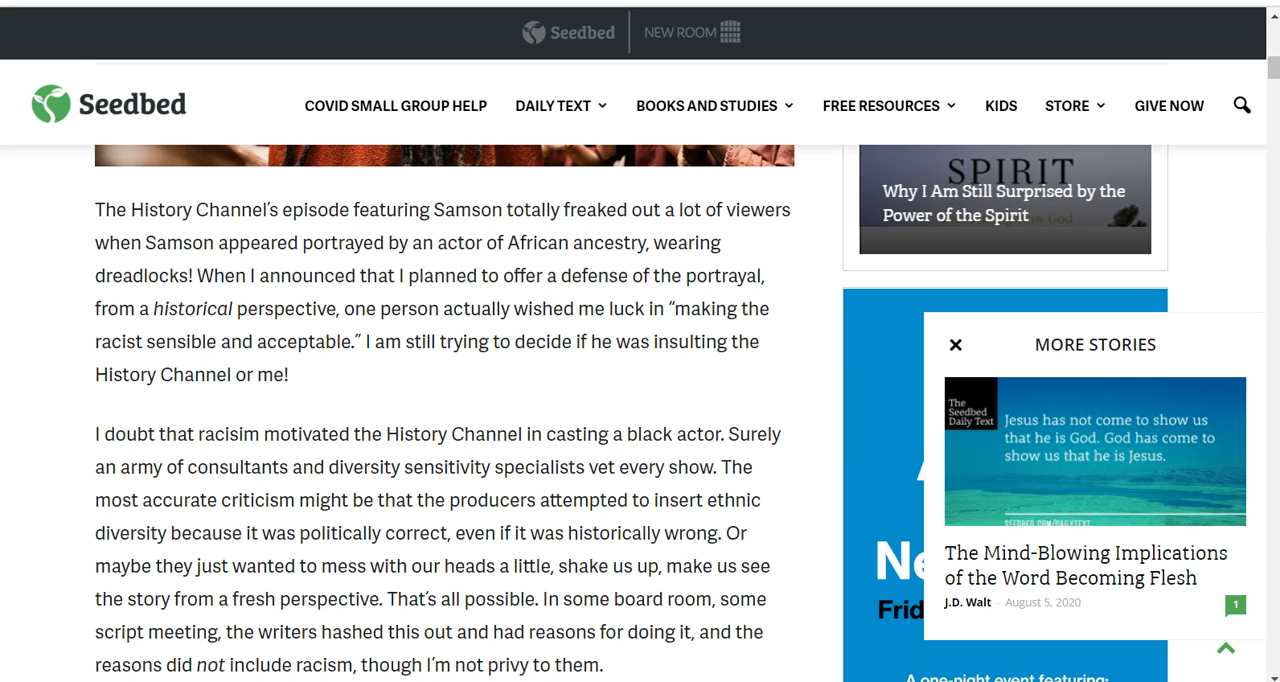 Seedbed
NEW ROOM
Seedbed
COVID SMALL GROUP HELP
DAILY TEXT
BOOKS AND STUDIES
FREE RESOURCES
KIDS
STORE
GIVE NOW
The History Channel's episode featuring Samson totally freaked out a lot of viewers
when Samson appeared portrayed by an actor of African ancestry, wearing
dreadlocks! When I announced that I planned to offer a defense of the portrayal,
from a historical perspective, one person actually wished me luck in “making the
racist sensible and acceptable.” I am still trying to decide if he was insulting the
History Channel or me!
I doubt that racisim motivated the History Channel in casting a black actor. Surely
an army of consultants and diversity sensitivity specialists vet every show. The
most accurate criticism might be that the producers attempted to insert ethnic
diversity because it was politically correct, even if it was historically wrong. Or
maybe they just wanted to mess with our heads a little, shake us up, make us see
the story from a fresh perspective. That's all possible. In some board room, some
script meeting, the writers hashed this out and had reasons for doing it, and the
reasons did not include racism, though I'm not privy to them.
SPIRIT
Why I Am Still Surprised by the
Power of the Spirit
MORE STORIES
The
Seedbed
Daily Text
Jesus has not come to show us
that he is God. God has come to
show us that he is Jesus.
SEEDBED.COM/DAILYTEXT
The Mind-Blowing Implications
of the Word Becoming Flesh
J.D. Walt - August 5, 2020
1
Ne
Frid
A one-night event featuring: